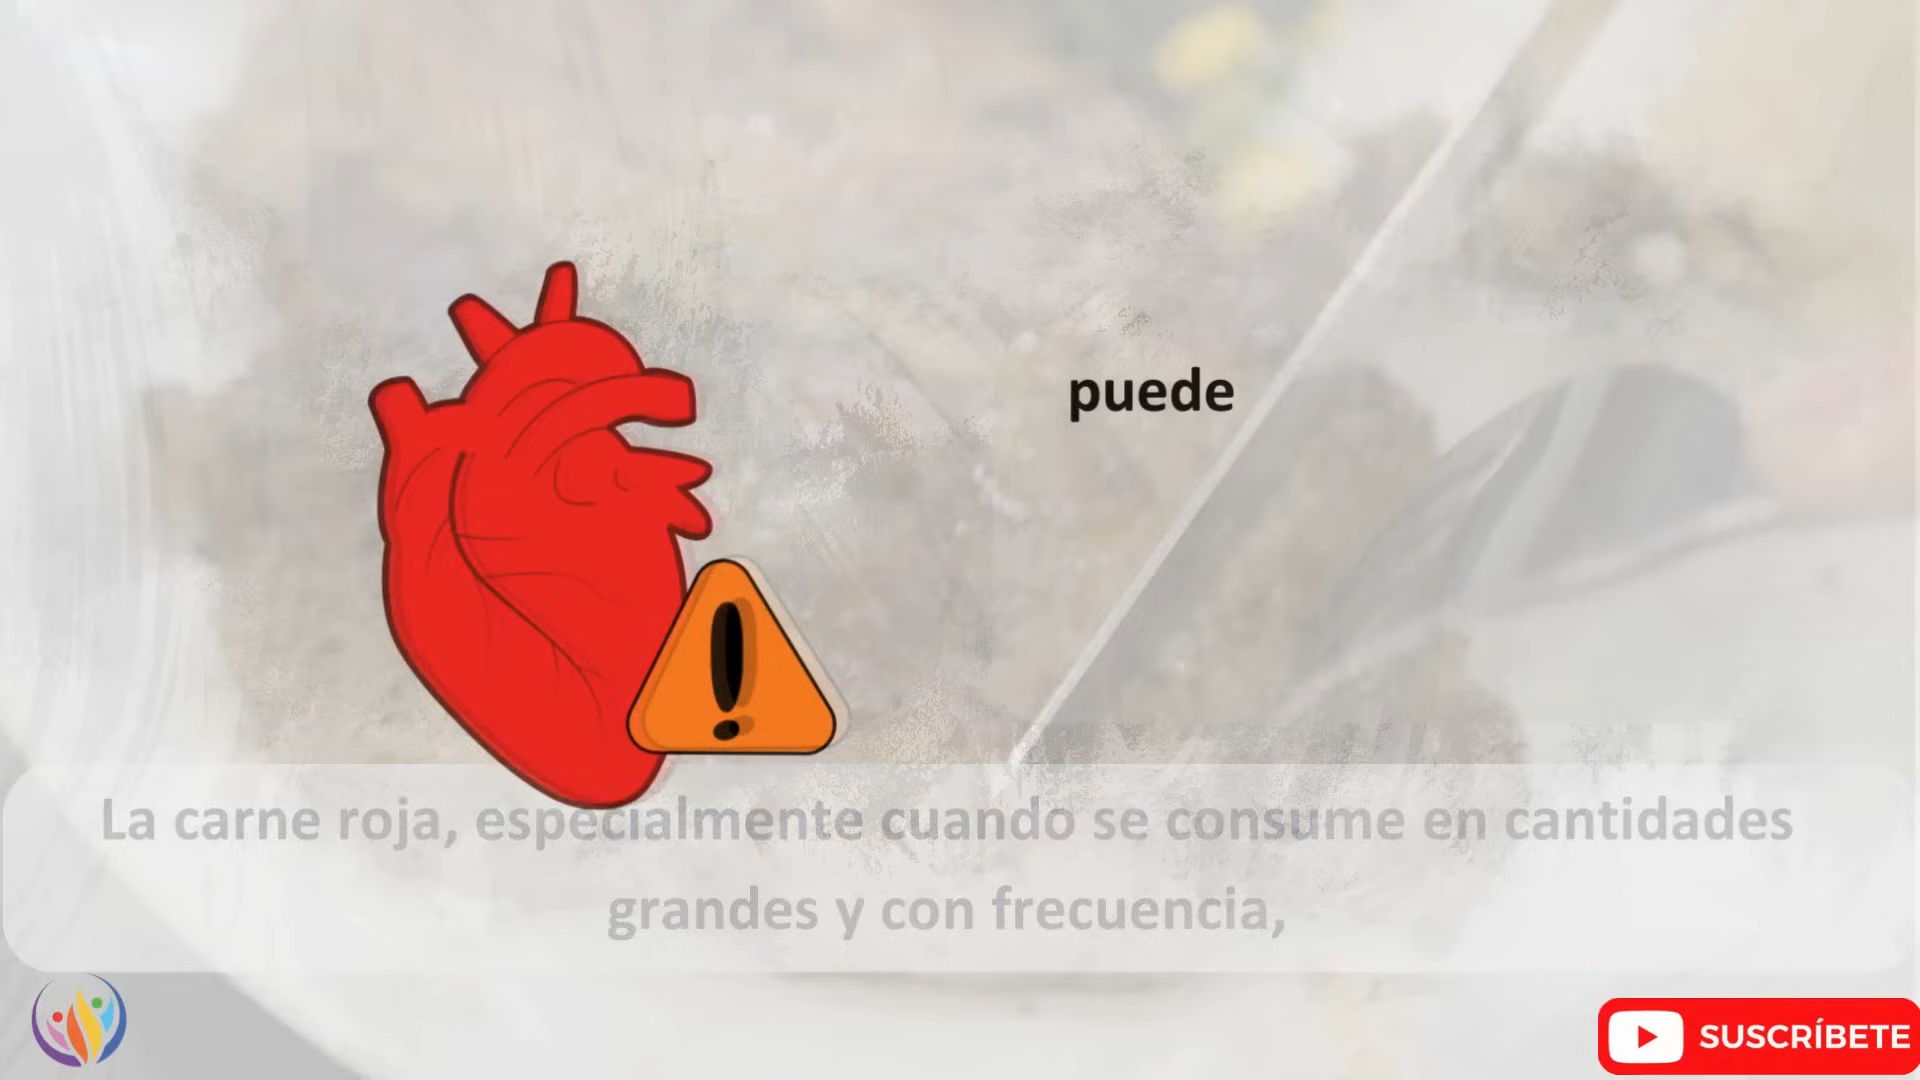 puede
La carne roja, especialmente cuando se consume en cantidades
grandes y con frecuencia,
SUSCRÍBETE